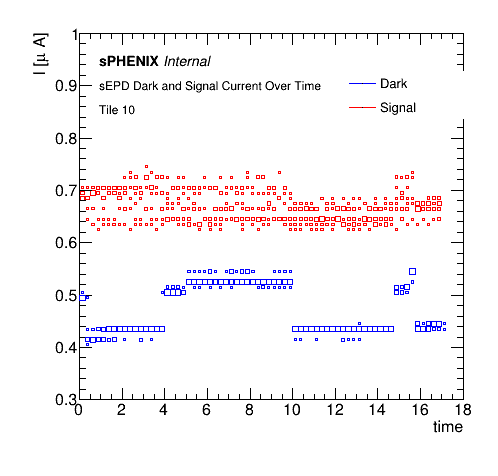 I [μ A]
1
sPHENIX Internal
0.9
sEPD Dark and Signal Current Over Time
Dark
Tile 10
Signal
0.8
0.7
0.6
0.5
0.4
0.3
0 2 4 6 8 10 12 14 16 18
time